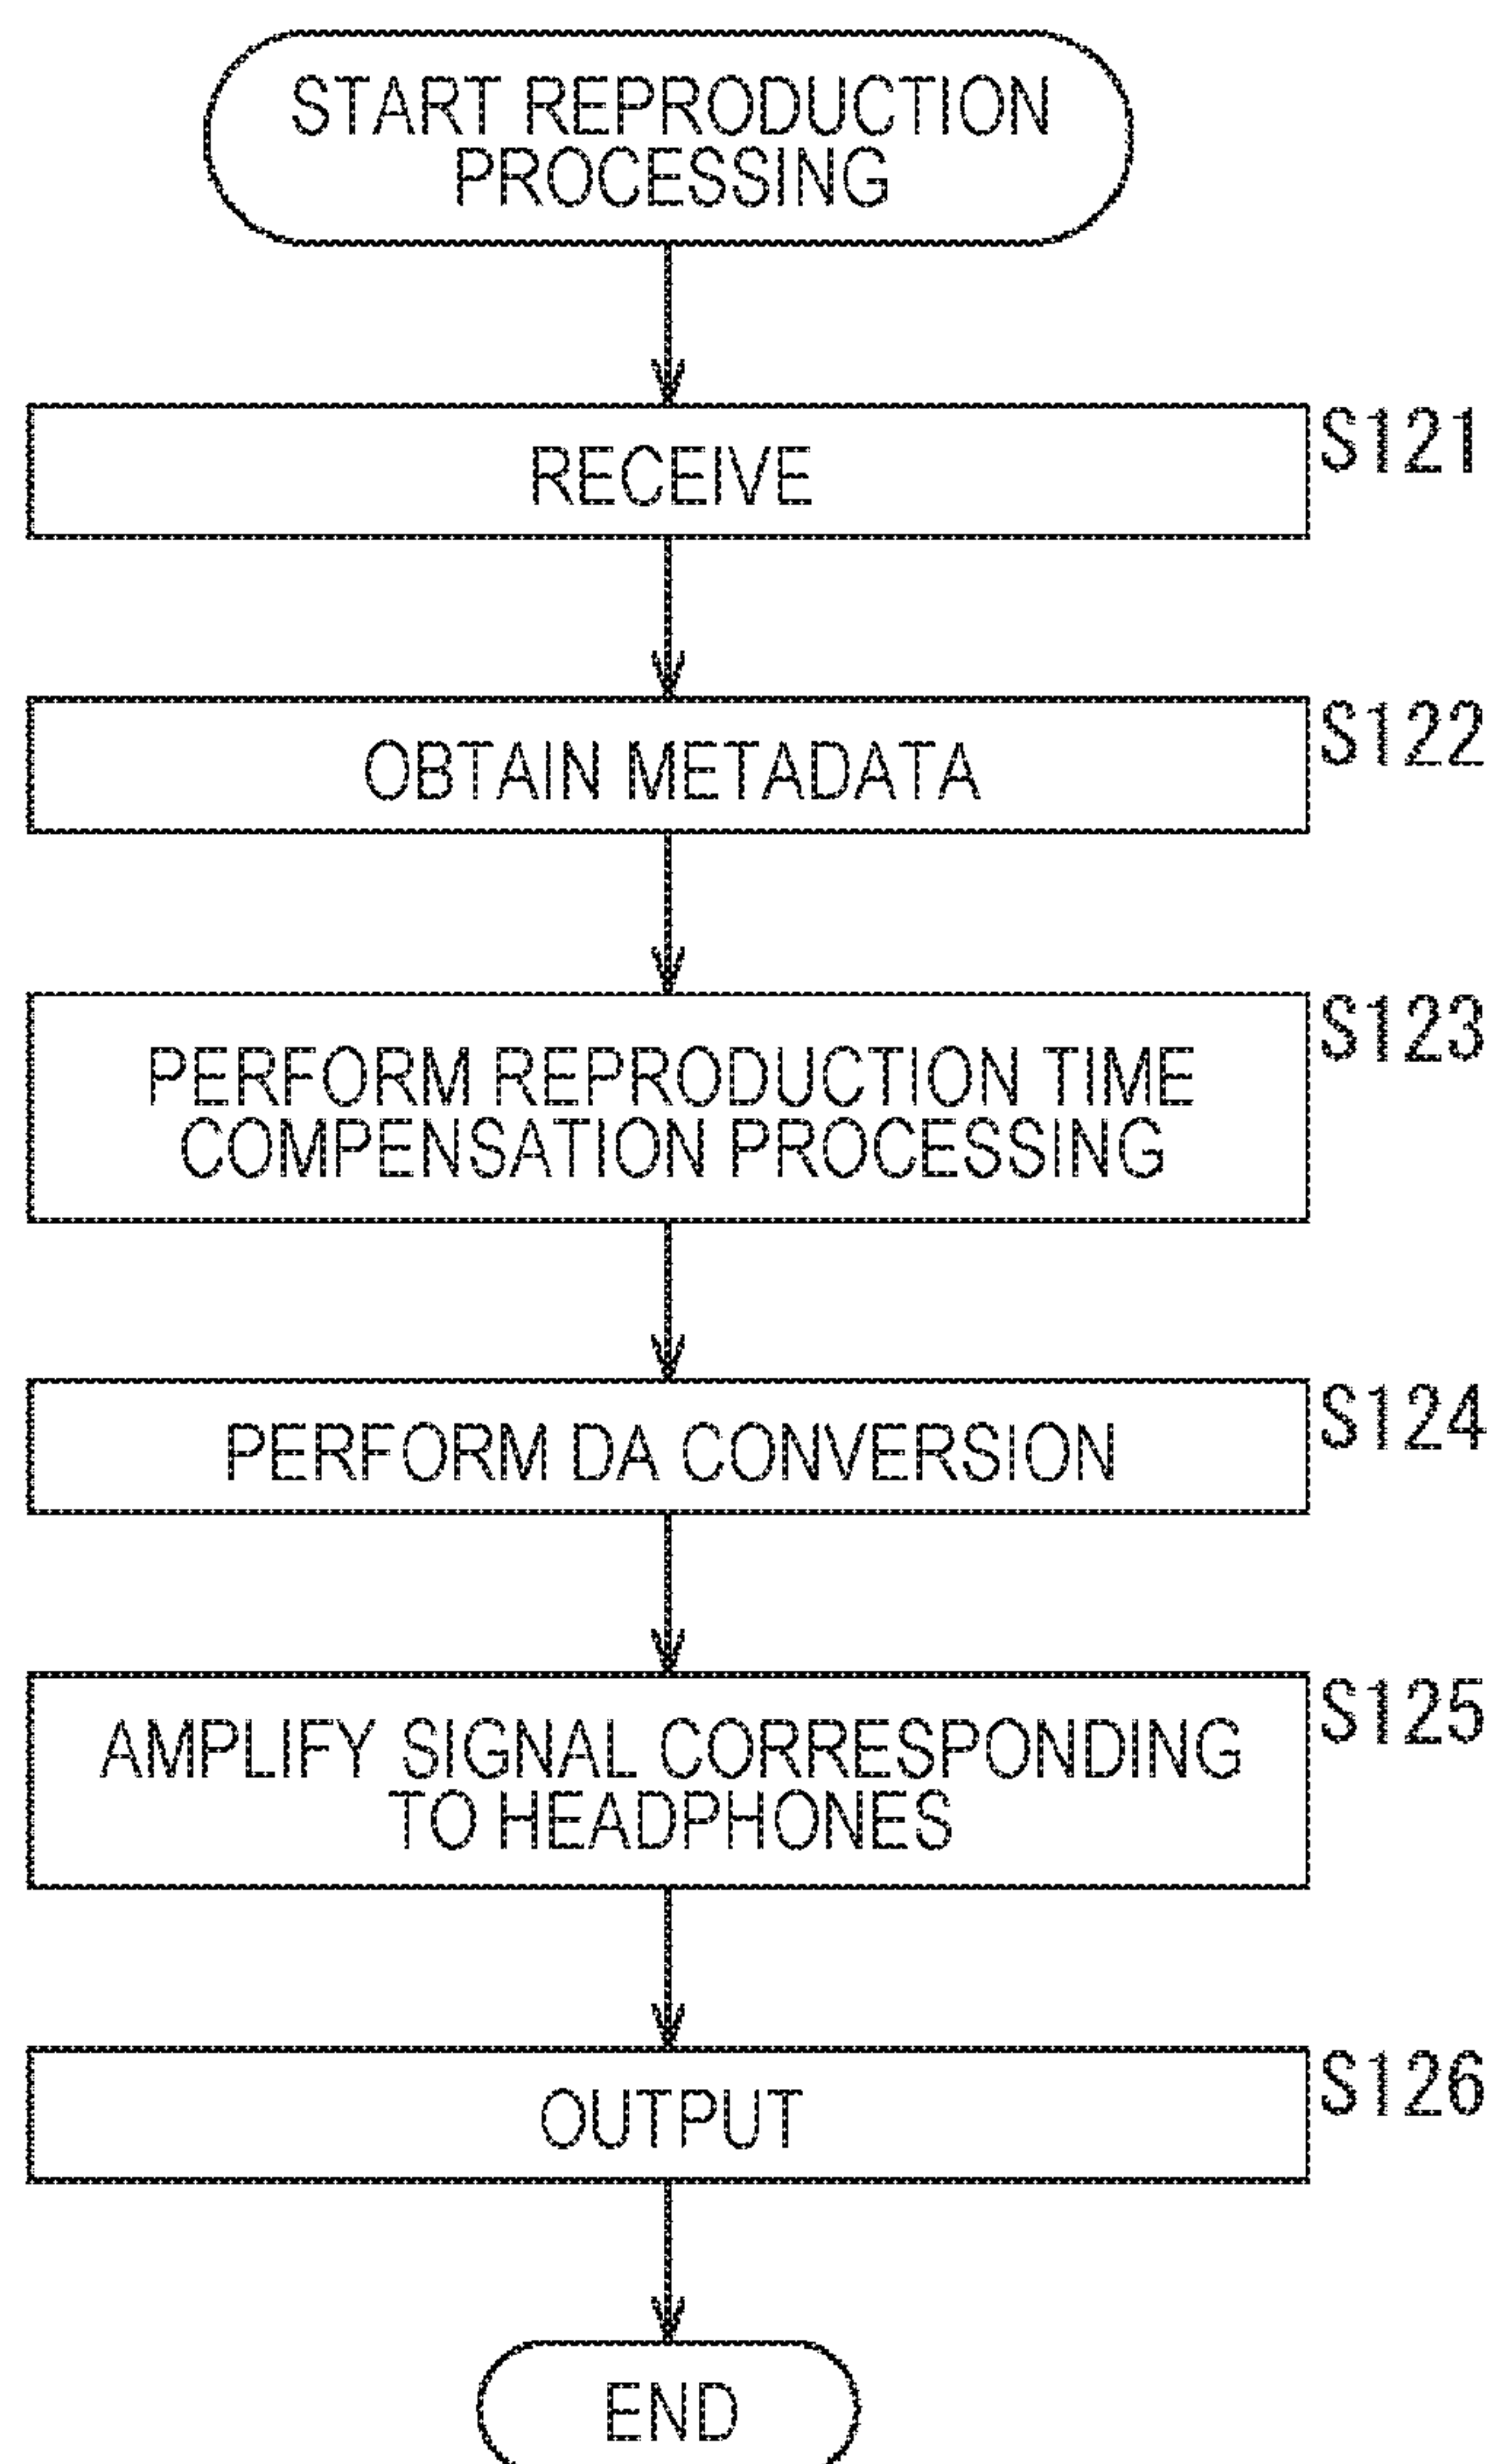 START REPRODUCTION
PROCESSING
RECEIVE
S121
OBTAIN METADATA
S122
PERFORM REPRODUCTION TIME
COMPENSATION PROCESSING
S123
PERFORM DA CONVERSION
S124
AMPLIFY SIGNAL CORRESPONDING
TO HEADPHONES
S125
OUTPUT
S126
END